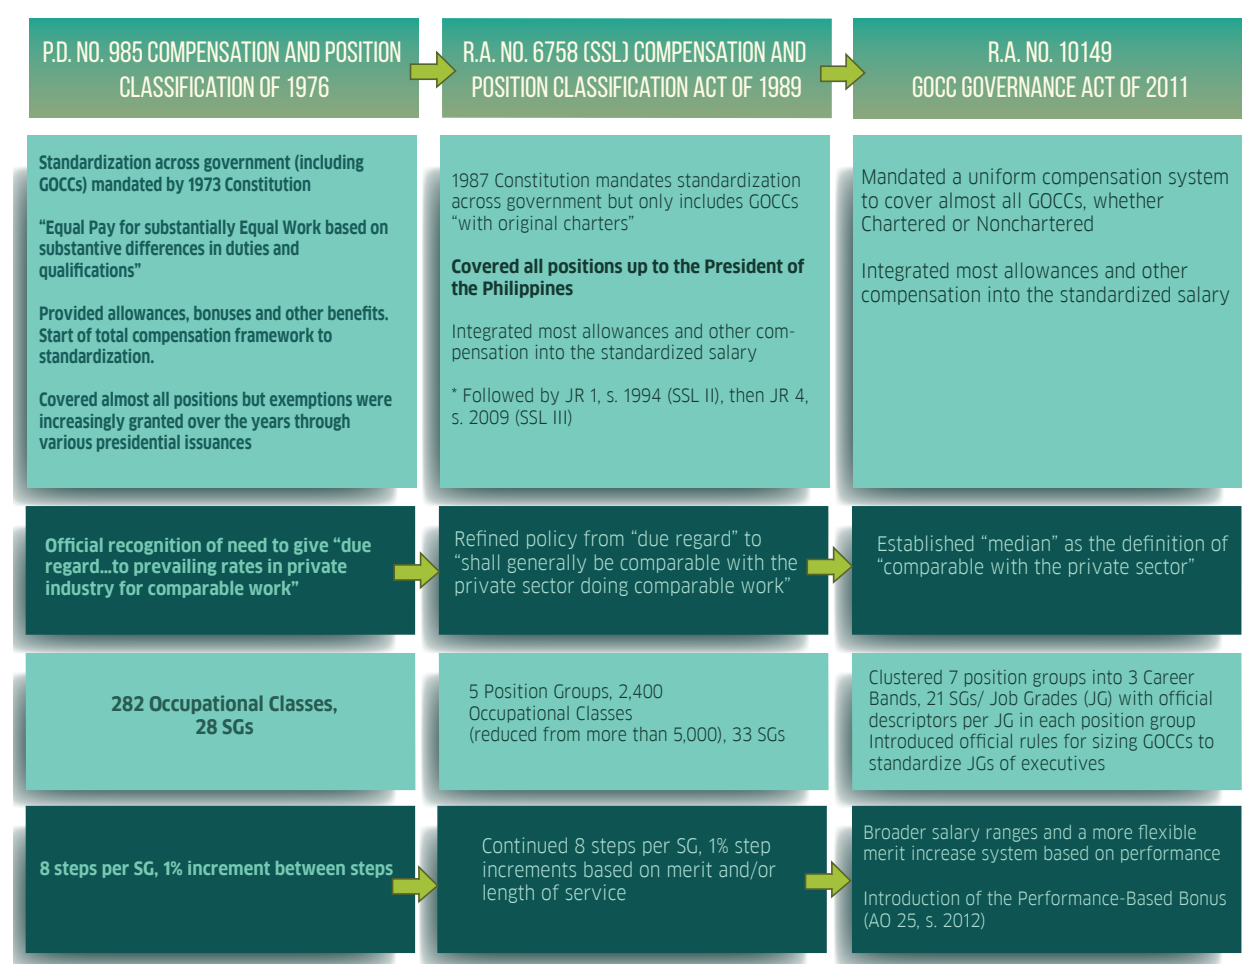 P.D. NO. 985 COMPENSATION AND POSITION
CLASSIFICATION OF 1976
R.A. NO. 6758 (SSL) COMPENSATION AND
POSITION CLASSIFICATION ACT OF 1989
R.A. NO. 10149
GOCC GOVERNANCE ACT OF 2011
Standardization across government (including
GOCCs) mandated by 1973 Constitution
“Equal Pay for substantially Equal Work based on
substantive differences in duties and
qualifications”
Provided allowances, bonuses and other benefits.
Start of total compensation framework to
standardization.
Covered almost all positions but exemptions were
increasingly granted over the years through
various presidential issuances
1987 Constitution mandates standardization
across government but only includes GOCCs
“with original charters”
Covered all positions up to the President of
the Philippines
Integrated most allowances and other com-
pensation into the standardized salary
* Followed by JR 1, s. 1994 (SSL II), then JR 4,
s. 2009 (SSL III)
Mandated a uniform compensation system
to cover almost all GOCCs, whether
Chartered or Nonchartered
Integrated most allowances and other
compensation into the standardized salary
Official recognition of need to give “due
regard...to prevailing rates in private
industry for comparable work”
Refined policy from “due regard” to
“shall generally be comparable with the
private sector doing comparable work”
Established “median” as the definition of
“comparable with the private sector”
282 Occupational Classes,
28 SGs
5 Position Groups, 2,400
Occupational Classes
(reduced from more than 5,000), 33 SGs
Clustered 7 position groups into 3 Career
Bands, 21 SGs/ Job Grades (JG) with official
descriptors per JG in each position group
Introduced official rules for sizing GOCCs to
standardize JGs of executives
8 steps per SG, 1% increment between steps
Continued 8 steps per SG, 1% step
increments based on merit and/or
length of service
Broader salary ranges and a more flexible
merit increase system based on performance
Introduction of the Performance-Based Bonus
(AO 25, s. 2012)